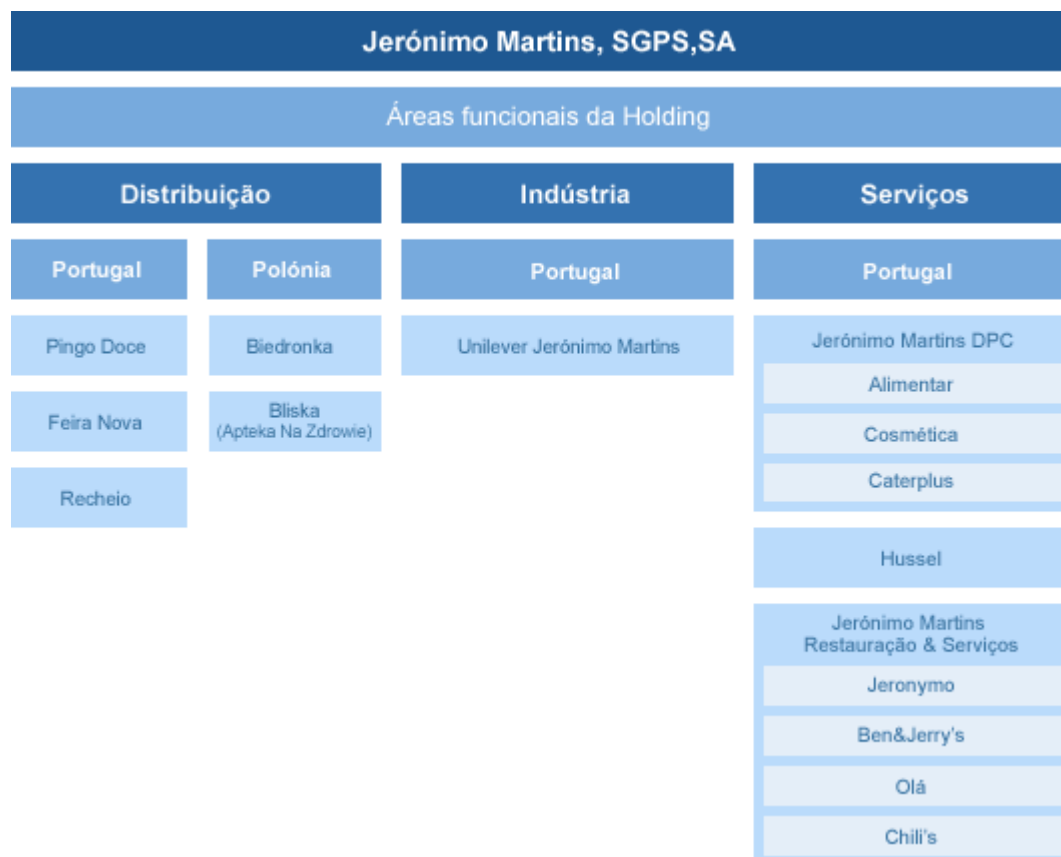 Jerónimo Martins, SGPS,SA
Áreas funcionais da Holding
Distribuição
Indústria
Serviços
Portugal
Polónia
Portugal
Portugal
Pingo Doce
Biedronka
Unilever Jerónimo Martins
Jerónimo Martins DPC
Alimentar
Feira Nova
Bliska
(Apteka Na Zdrowie)
Cosmética
Recheio
Caterplus
Hussel
Jerónimo Martins
Restauração & Serviços
Jeronymo
Ben&Jerry's
Olá
Chili's